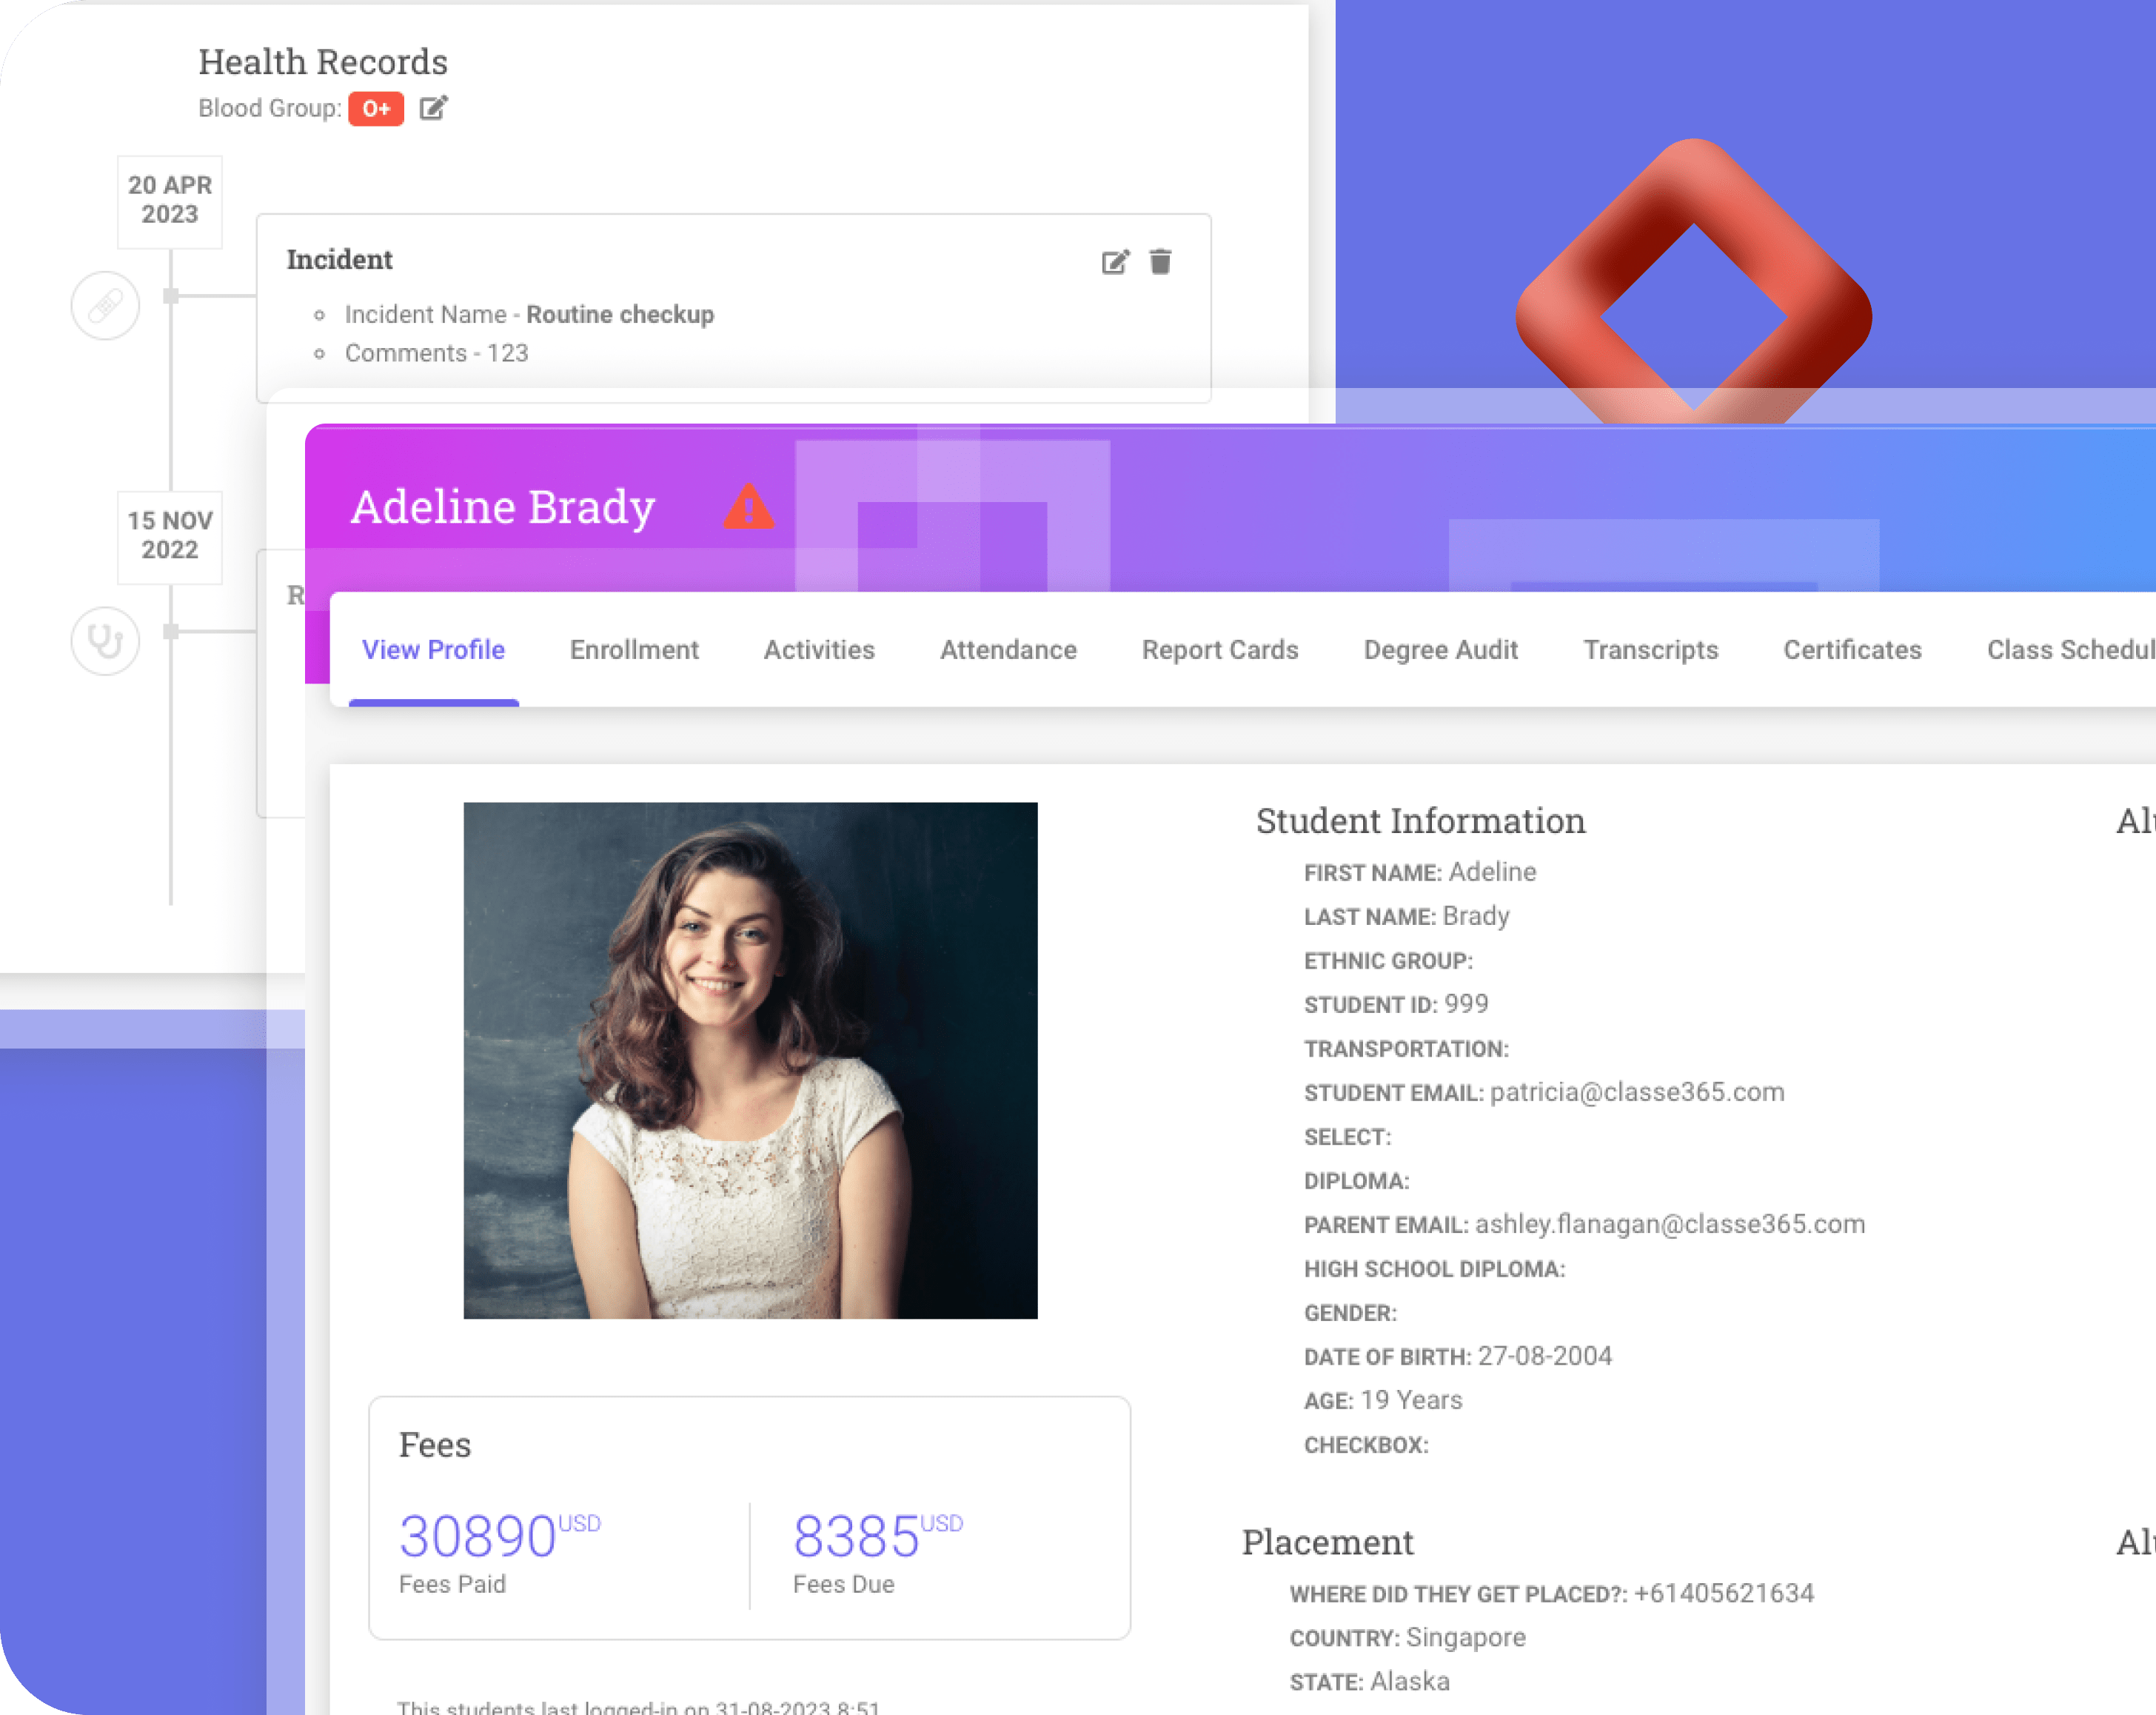 Health Records
Blood Group: O+
20 APR
2023
Incident
Incident Name - Routine checkup
Comments - 123
15 NOV
2022
Adeline Brady
View Profile Enrollment Activities Attendance Report Cards Degree Audit Transcripts Certificates Class Schedul
Student Information
FIRST NAME: Adeline
LAST NAME: Brady
ETHNIC GROUP:
STUDENT ID: 999
TRANSPORTATION:
STUDENT EMAIL: patricia@classe365.com
SELECT:
DIPLOMA:
PARENT EMAIL: ashley.flanagan@classe365.com
HIGH SCHOOL DIPLOMA:
GENDER:
DATE OF BIRTH: 27-08-2004
AGE: 19 Years
CHECKBOX:
Fees
30890 USD
Fees Paid
8385 USD
Fees Due
This students last logged-in on 31-08-2023 8:51
Placement
WHERE DID THEY GET PLACED?: +61405621634
COUNTRY: Singapore
STATE: Alaska